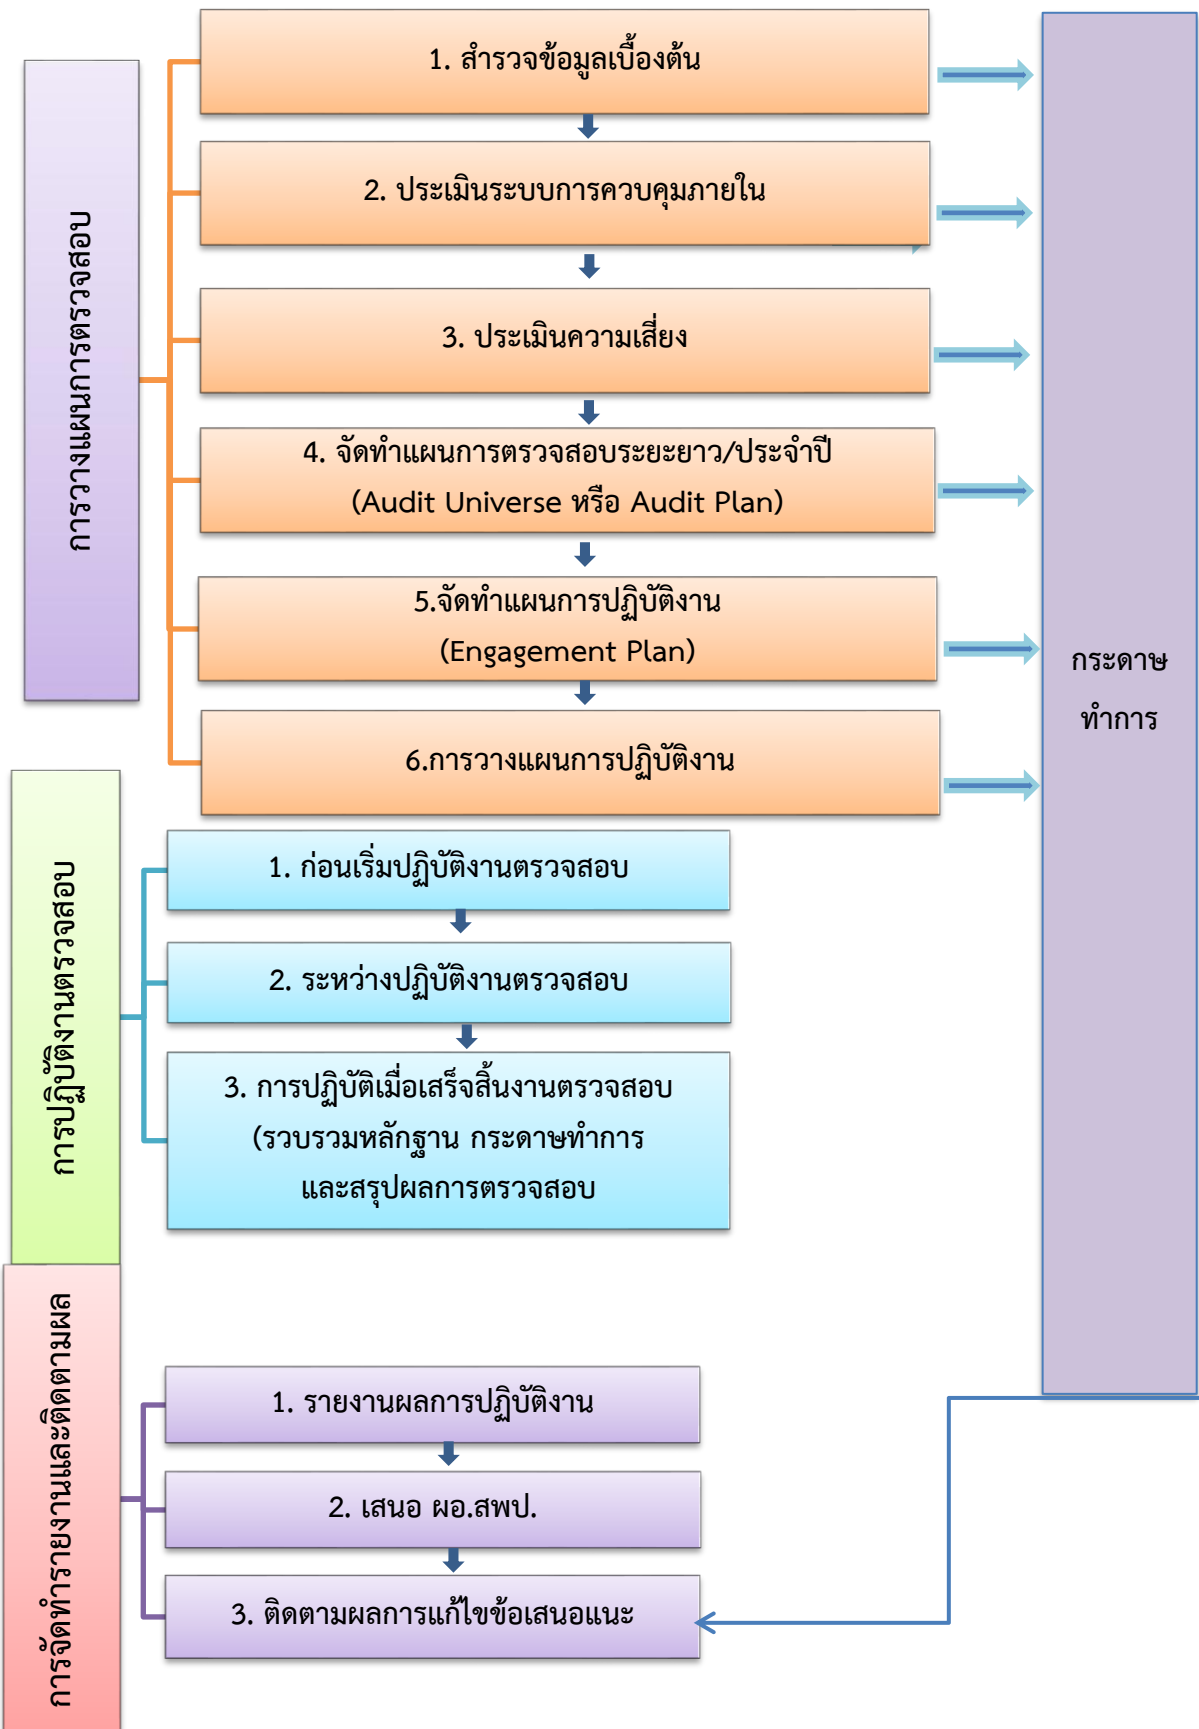 การวางแผนการตรวจสอบ
1. สำรวจข้อมูลเบื้องต้น
2. ประเมินระบบการควบคุมภายใน
3. ประเมินความเสี่ยง
4. จัดทำแผนการตรวจสอบระยะยาว/ประจำปี
(Audit Universe หรือ Audit Plan)
5.จัดทำแผนการปฏิบัติงาน
(Engagement Plan)
6.การวางแผนการปฏิบัติงาน
กระดาษ
ทำการ
การปฏิบัติงานตรวจสอบ
1. ก่อนเริ่มปฏิบัติงานตรวจสอบ
2. ระหว่างปฏิบัติงานตรวจสอบ
3. การปฏิบัติเมื่อเสร็จสิ้นงานตรวจสอบ
(รวบรวมหลักฐาน กระดาษทำการ
และสรุปผลการตรวจสอบ
การจัดทำรายงานและติดตามผล
1. รายงานผลการปฏิบัติงาน
2. เสนอ ผอ.สพป.
3. ติดตามผลการแก้ไขข้อเสนอแนะ